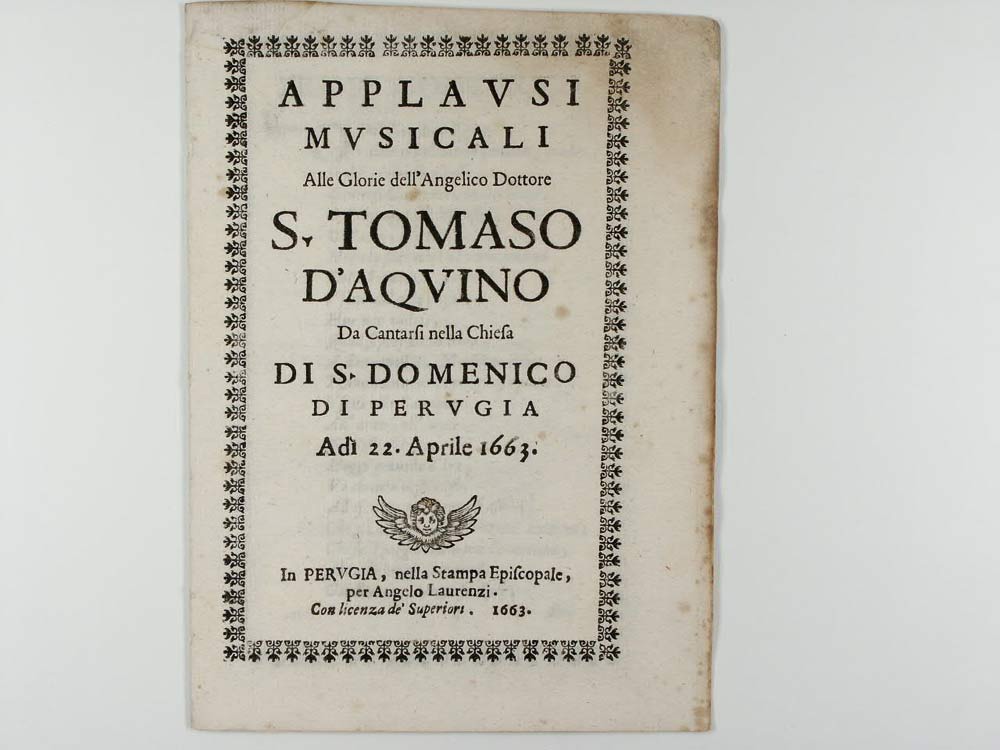 APPLAVSI
MVSICALI
Alle Glorie dell'Angelico Dottore
S. TOMASO
D'AQVINO
Da Cantarſi nella Chieſa
DI S. DOMENICO
DI PERVGIA
Adì 22. Aprile 1663.
In PERVGIA, nella Stampa Epiſcopale,
per Angelo Laurenzi.
Con licenza de' Superiori. 1663.